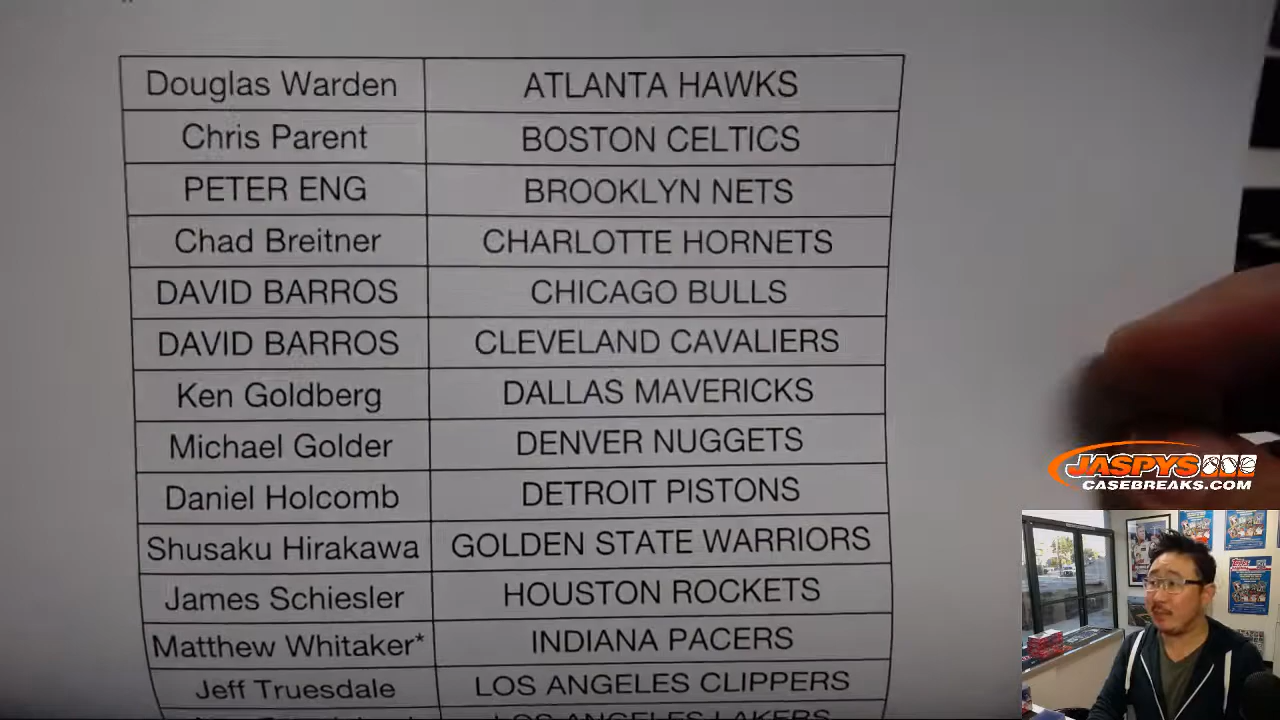 Douglas Warden ATLANTA HAWKS
Chris Parent BOSTON CELTICS
PETER ENG BROOKLYN NETS
Chad Breitner CHARLOTTE HORNETS
DAVID BARROS CHICAGO BULLS
DAVID BARROS CLEVELAND CAVALIERS
Ken Goldberg DALLAS MAVERICKS
Michael Golder DENVER NUGGETS
Daniel Holcomb DETROIT PISTONS
Shusaku Hirakawa GOLDEN STATE WARRIORS
James Schiesler HOUSTON ROCKETS
Matthew Whitaker* INDIANA PACERS
Jeff Truesdale LOS ANGELES CLIPPERS
LOS ANGELES LAKERS
JASPYS
CASEBREAKS.COM